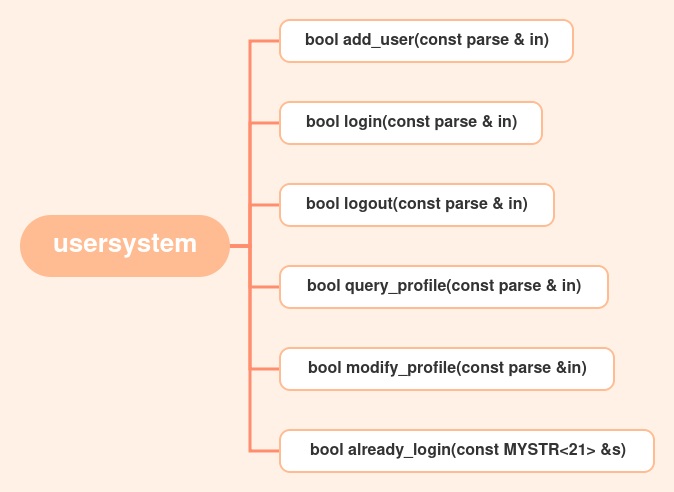 bool add_user(const parse & in)
bool login(const parse & in)
bool logout(const parse & in)
usersystem
bool query_profile(const parse & in)
bool modify_profile(const parse &in)
bool already_login(const MYSTR<21> &s)